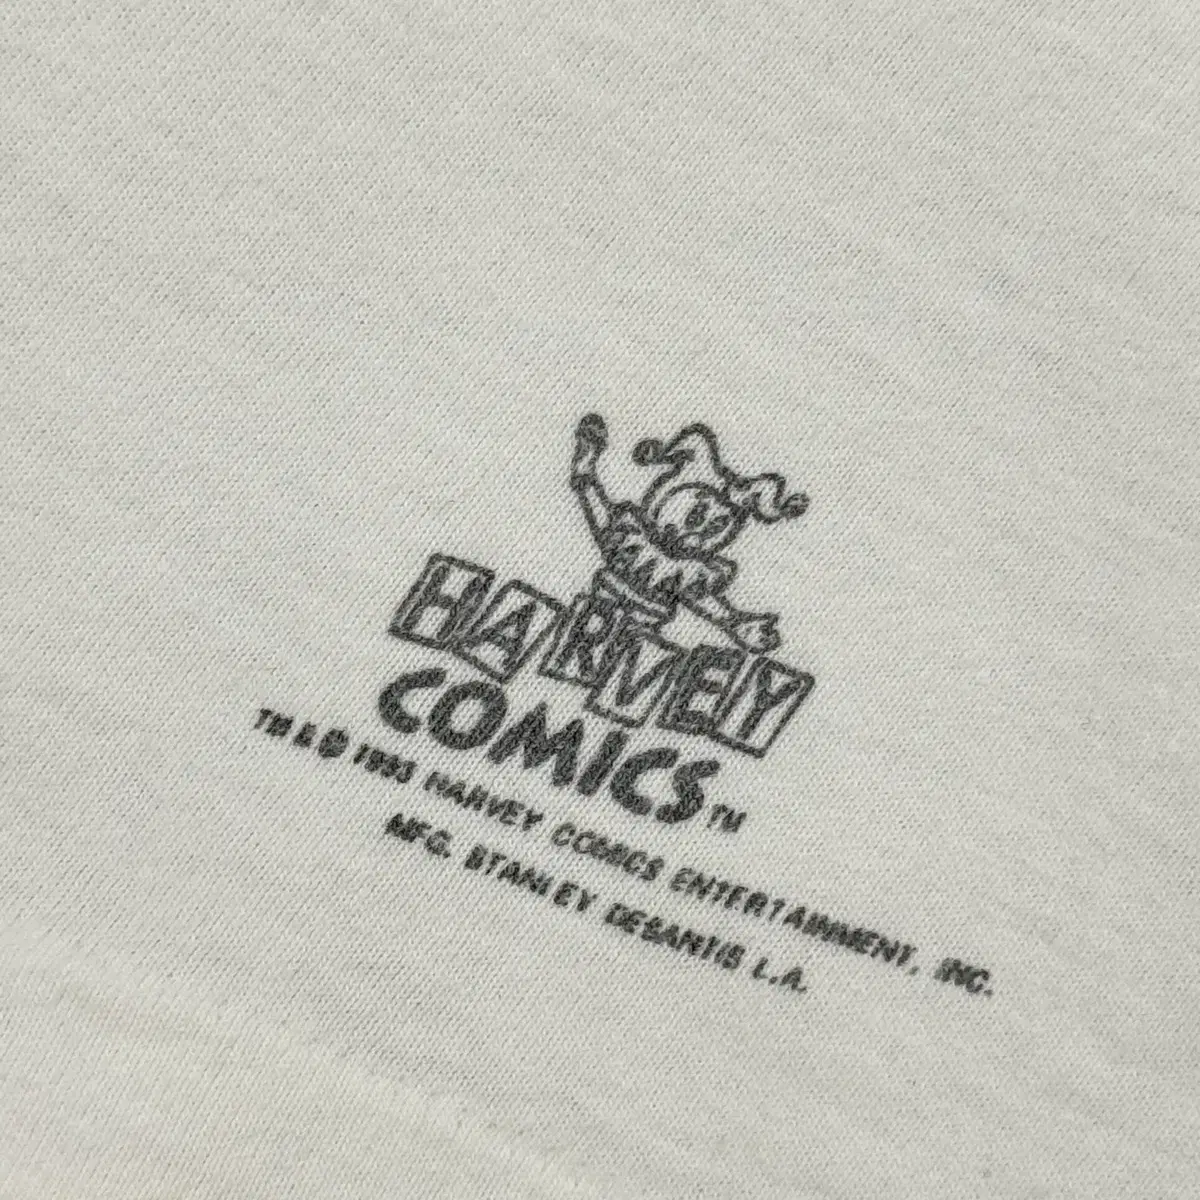 HARVEY
COMICS™
TM & © 1993 HARVEY COMICS ENTERTAINMENT, INC.
MFG. STANLEY DESANTIS L.A.